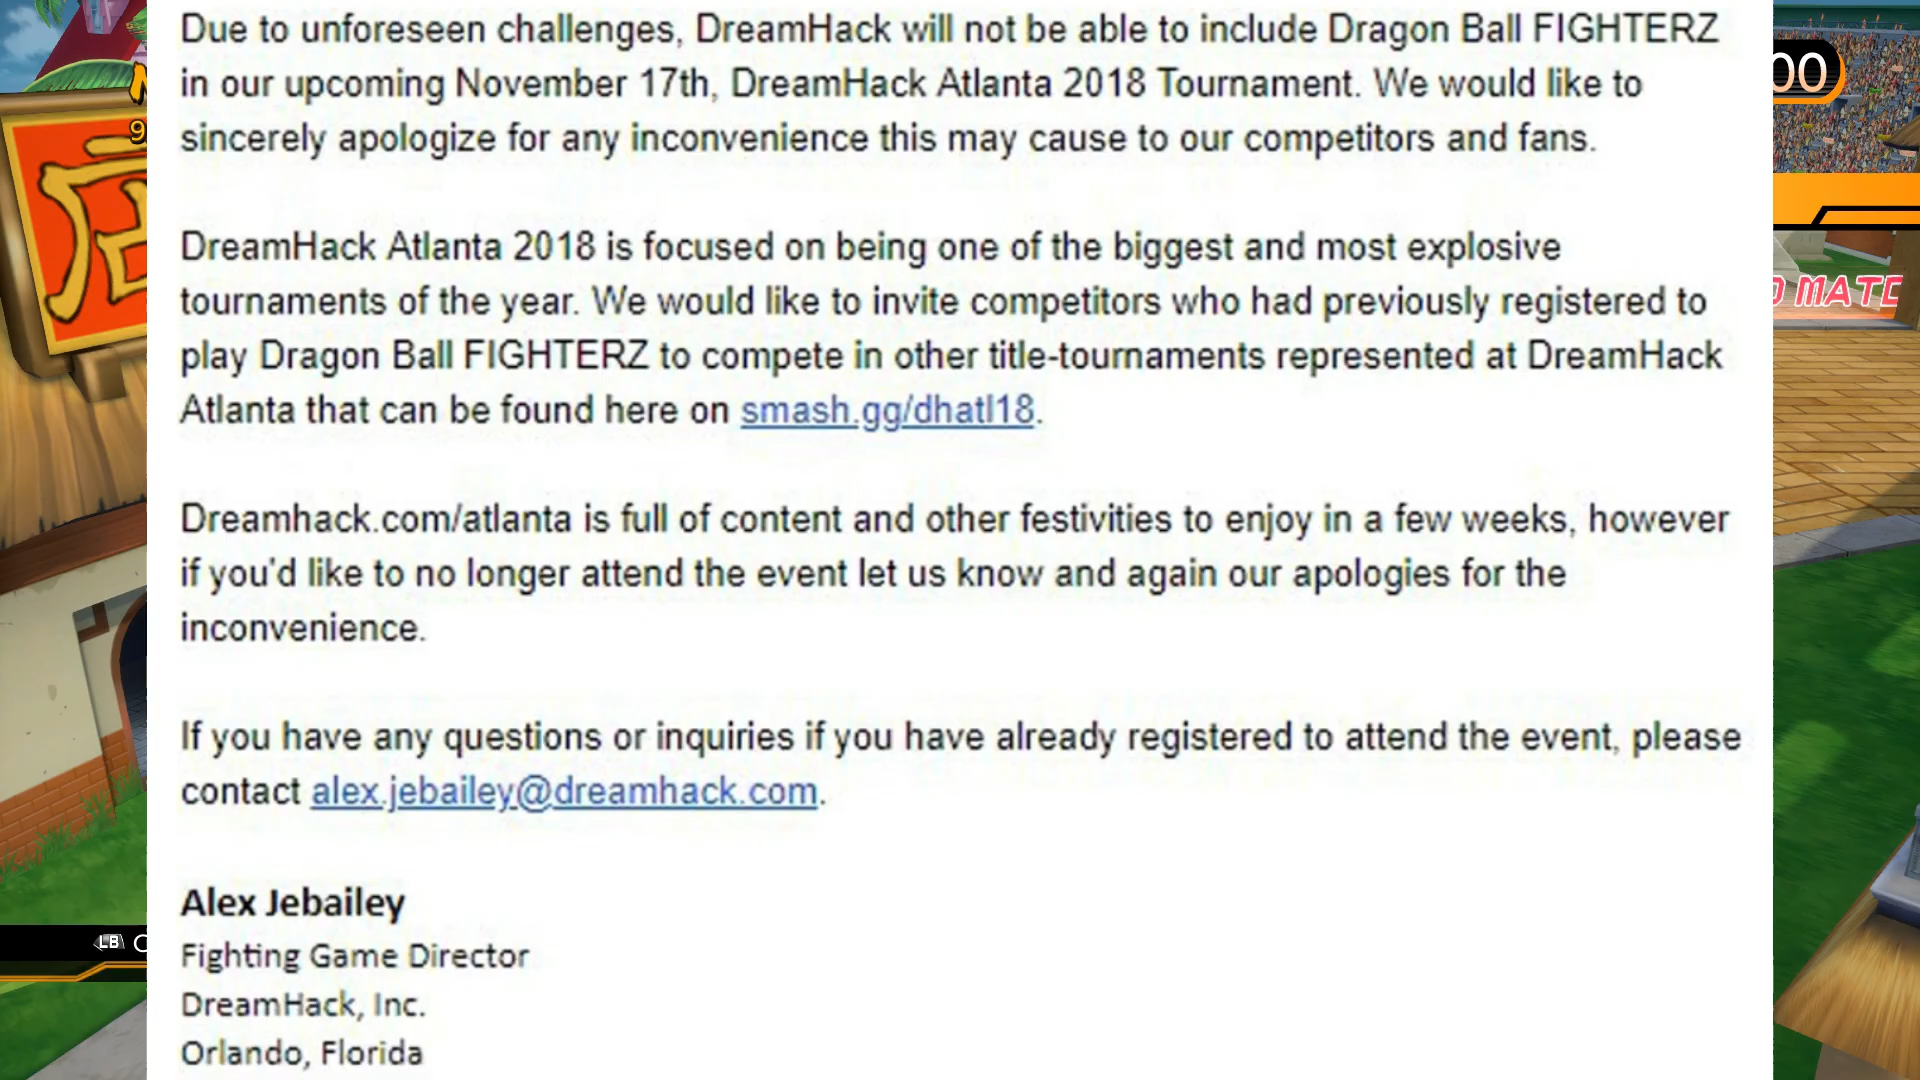 Due to unforeseen challenges, DreamHack will not be able to include Dragon Ball FIGHTERZ
in our upcoming November 17th, DreamHack Atlanta 2018 Tournament. We would like to
sincerely apologize for any inconvenience this may cause to our competitors and fans.
DreamHack Atlanta 2018 is focused on being one of the biggest and most explosive
tournaments of the year. We would like to invite competitors who had previously registered to
play Dragon Ball FIGHTERZ to compete in other title-tournaments represented at DreamHack
Atlanta that can be found here on smash.gg/dhatl18.
Dreamhack.com/atlanta is full of content and other festivities to enjoy in a few weeks, however
if you'd like to no longer attend the event let us know and again our apologies for the
inconvenience.
If you have any questions or inquiries if you have already registered to attend the event, please
contact alex.jebailey@dreamhack.com.
Alex Jebailey
Fighting Game Director
DreamHack, Inc.
Orlando, Florida
00
9
店
LB